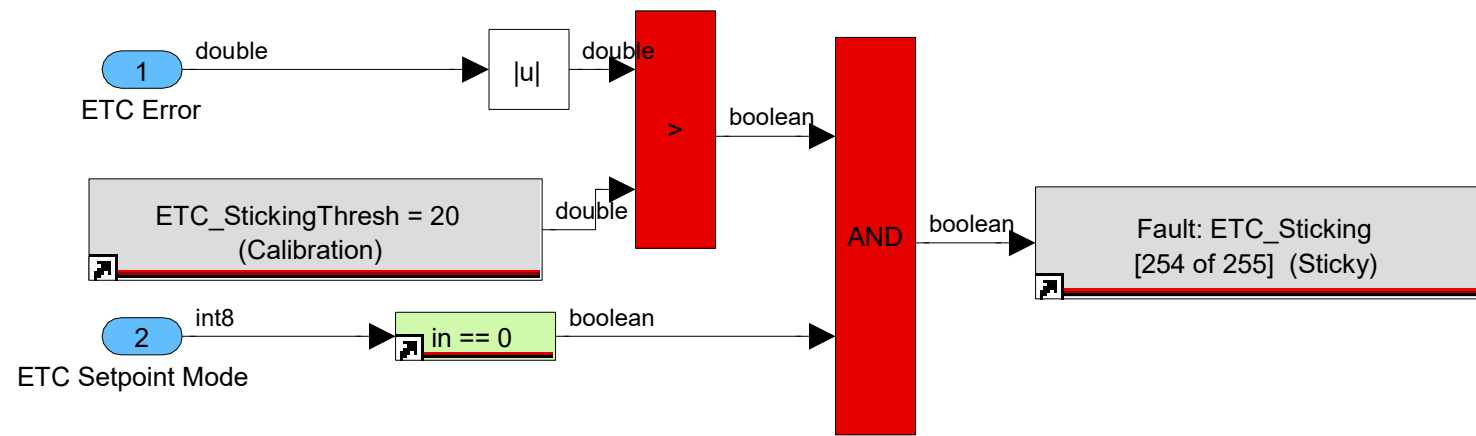 double
double
1
|u|
ETC Error
>
boolean
ETC_StickingThresh = 20
(Calibration)
double
AND
boolean
Fault: ETC_Sticking
[254 of 255]  (Sticky)
int8
boolean
2
in == 0
ETC Setpoint Mode